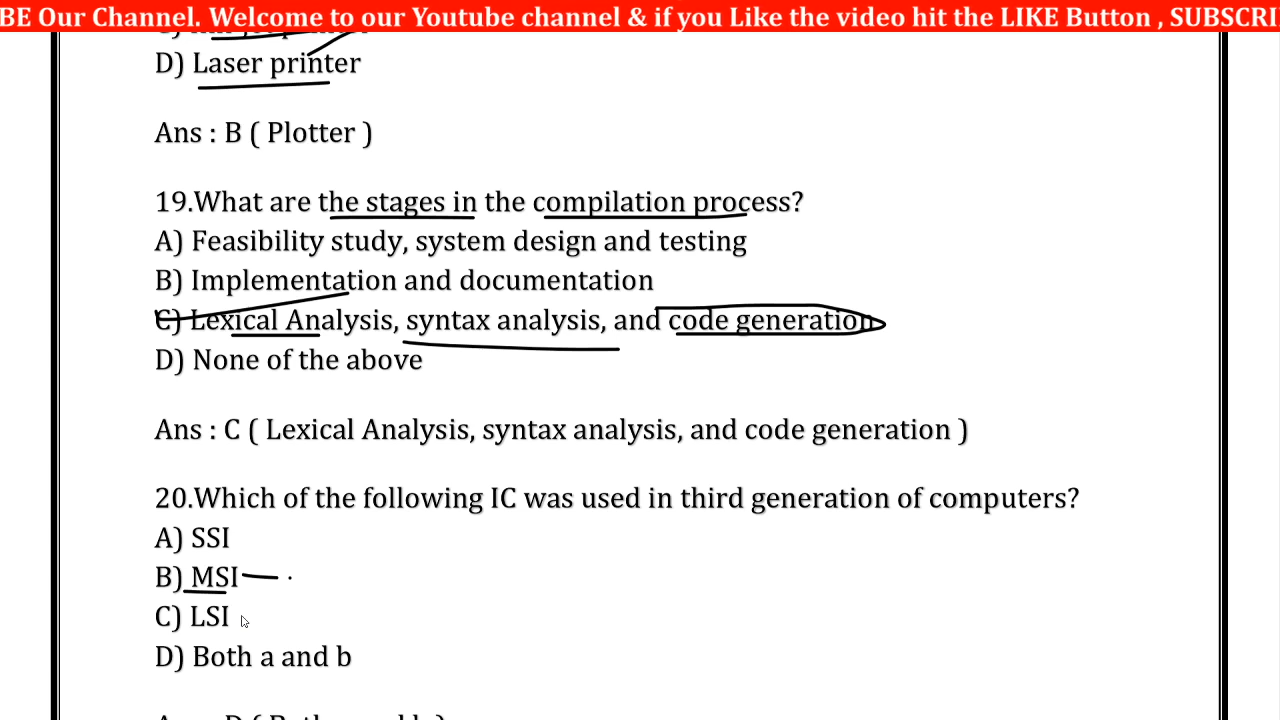 BE Our Channel. Welcome to our Youtube channel & if you Like the video hit the LIKE Button , SUBSCRI
D) Laser printer
Ans : B ( Plotter )
19.What are the stages in the compilation process?
A) Feasibility study, system design and testing
B) Implementation and documentation
C) Lexical Analysis, syntax analysis, and code generation
D) None of the above
Ans : C ( Lexical Analysis, syntax analysis, and code generation )
20.Which of the following IC was used in third generation of computers?
A) SSI
B) MSI
C) LSI
D) Both a and b